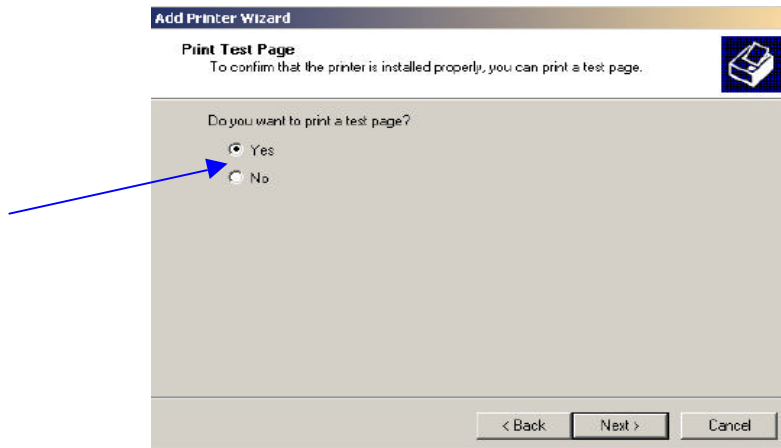 Add Printer Wizard
Print Test Page
To confirm that the printer is installed properly, you can print a test page.
Do you want to print a test page?
Yes
No
< Back Next > Cancel